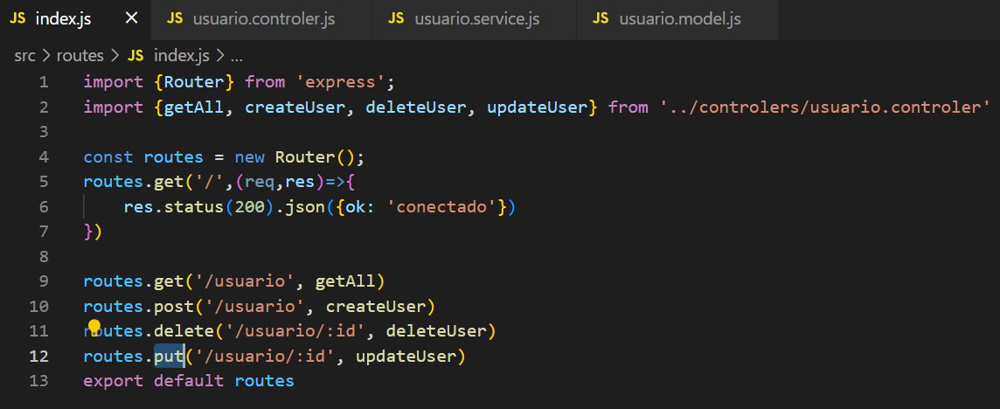 JS index.js × JS usuario.controler.js JS usuario.service.js JS usuario.model.js
src > routes > JS index.js > ...
1 import {Router} from 'express';
2 import {getAll, createUser, deleteUser, updateUser} from '../controlers/usuario.controler'
3
4 const routes = new Router();
5 routes.get('/',(req,res)=>{
6 res.status(200).json({ok: 'conectado'})
7 })
8
9 routes.get('/usuario', getAll)
10 routes.post('/usuario', createUser)
11 routes.delete('/usuario/:id', deleteUser)
12 routes.put('/usuario/:id', updateUser)
13 export default routes